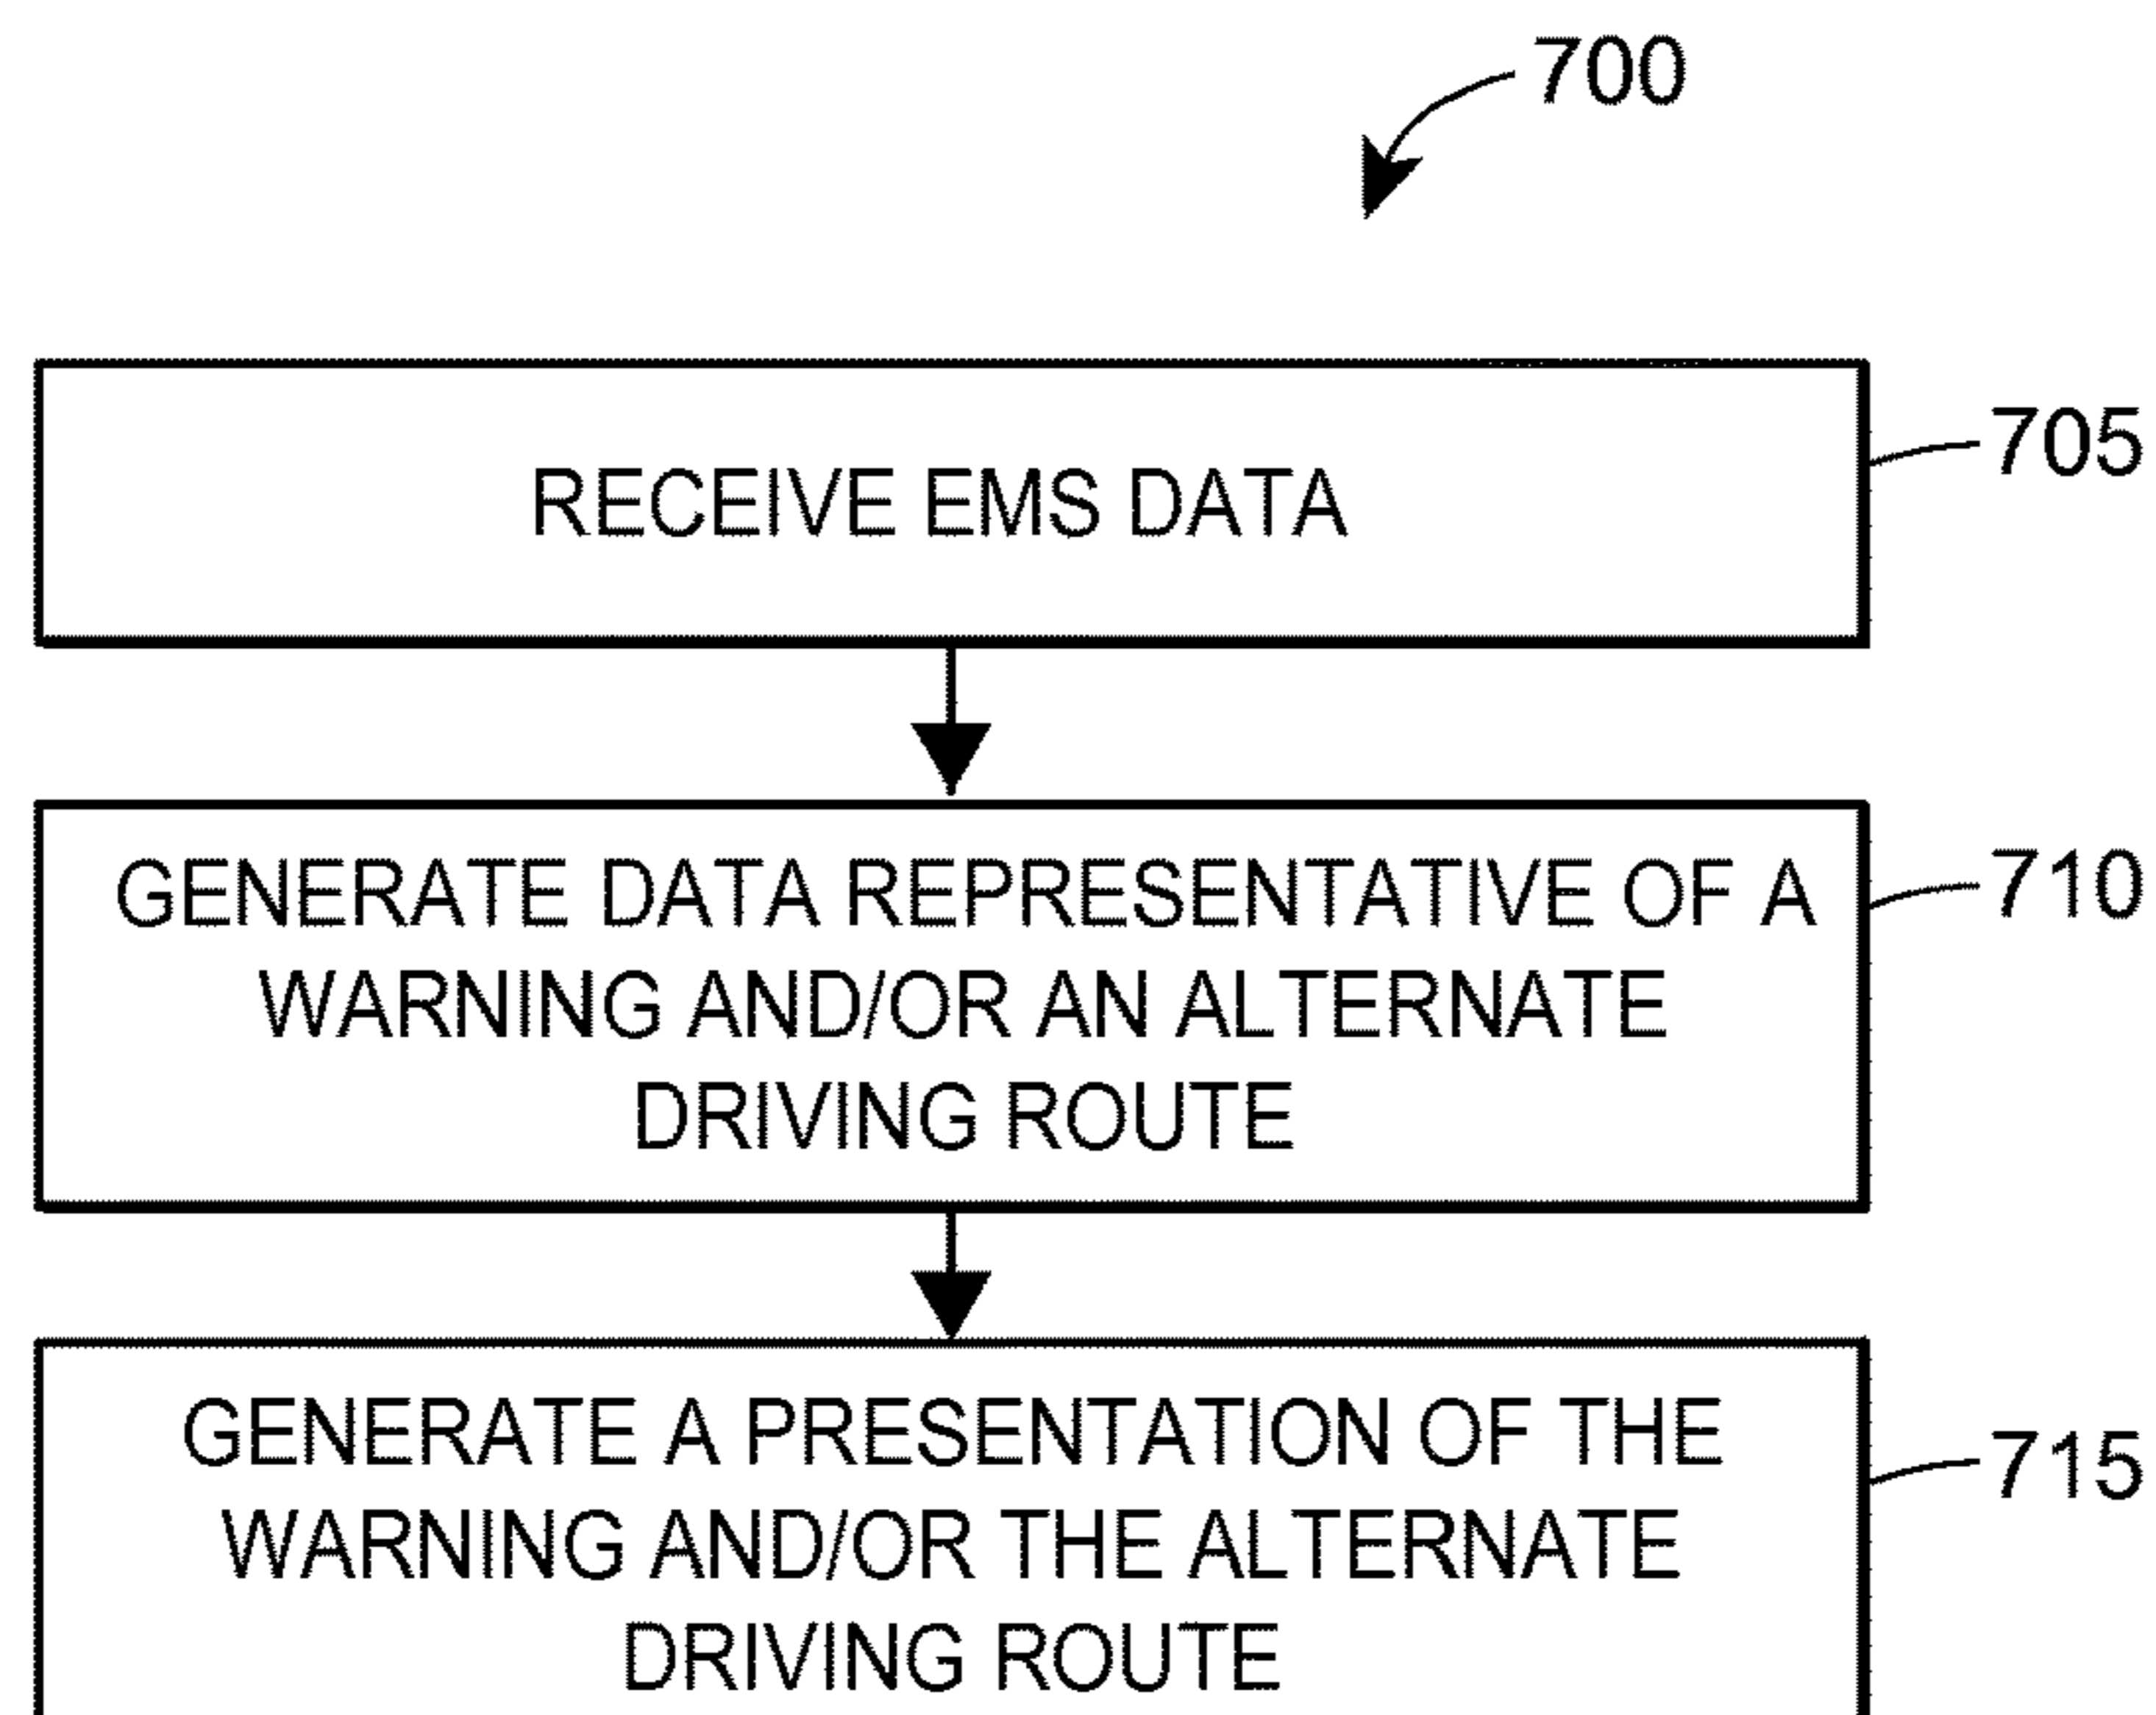 700
RECEIVE EMS DATA
705
GENERATE DATA REPRESENTATIVE OF A
WARNING AND/OR AN ALTERNATE
DRIVING ROUTE
710
GENERATE A PRESENTATION OF THE
WARNING AND/OR THE ALTERNATE
DRIVING ROUTE
715